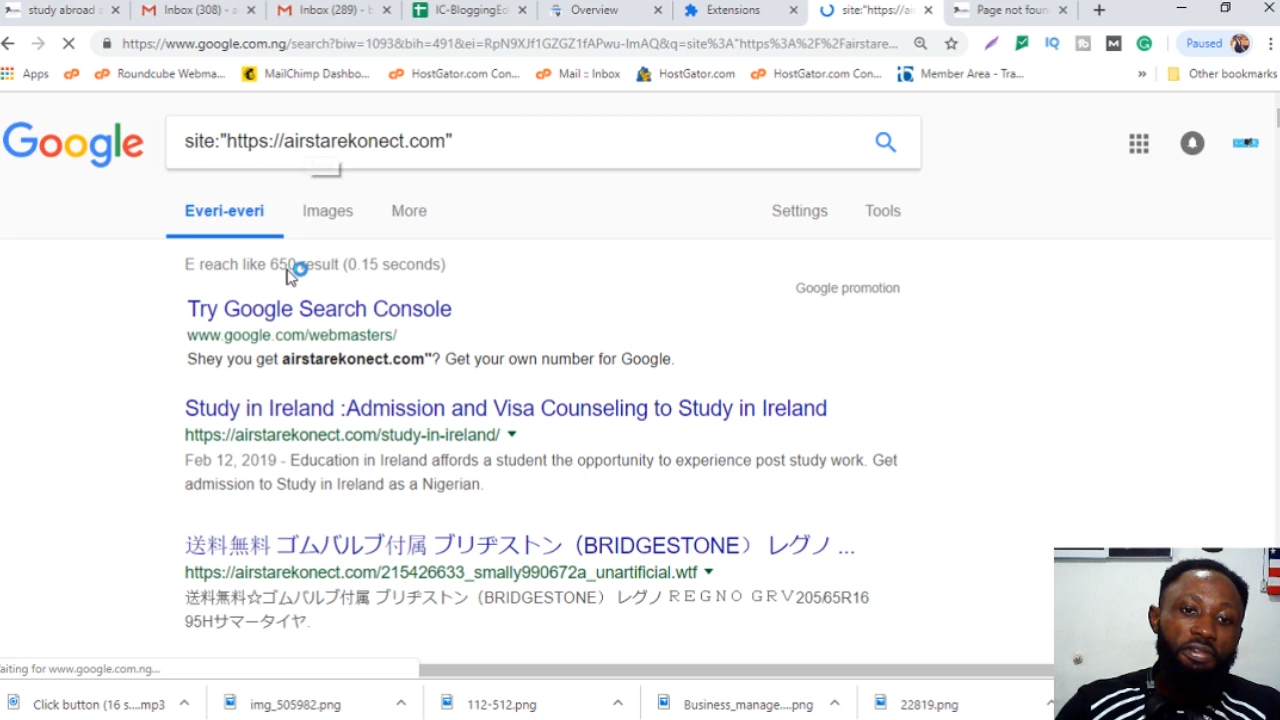 study abroad a
Inbox (308) - a
Inbox (289) - b
IC-BloggingEd
Overview
Extensions
site:"https://ai
Page not foun
https://www.google.com.ng/search?biw=1093&bih=491&ei=RpN9XJf1GZGZ1fAPwu-lmAQ&q=site%3A"https%3A%2F%2Fairstare...
Paused
Apps
Roundcube Webma...
MailChimp Dashbo...
HostGator.com Con...
Mail :: Inbox
HostGator.com
HostGator.com Con...
Member Area - Tra...
»
Other bookmarks
Google
site:"https://airstarekonect.com"
Everi-everi
Images
More
Settings
Tools
E reach like 650 result (0.15 seconds)
Google promotion
Try Google Search Console
www.google.com/webmasters/
Shey you get airstarekonect.com"? Get your own number for Google.
Study in Ireland :Admission and Visa Counseling to Study in Ireland
https://airstarekonect.com/study-in-ireland/
Feb 12, 2019 - Education in Ireland affords a student the opportunity to experience post study work. Get
admission to Study in Ireland as a Nigerian.
送料無料 ゴムバルブ付属 ブリヂストン（BRIDGESTONE） レグノ ...
https://airstarekonect.com/215426633_smally990672a_unartificial.wtf
送料無料☆ゴムバルブ付属 ブリヂストン（BRIDGESTONE） レグノ ＲＥＧＮＯ ＧＲＶ205/65R16
95Hサマータイヤ.
aiting for www.google.com.ng...
Click button (16 s....mp3
img_505982.png
112-512.png
Business_manage....png
22819.png